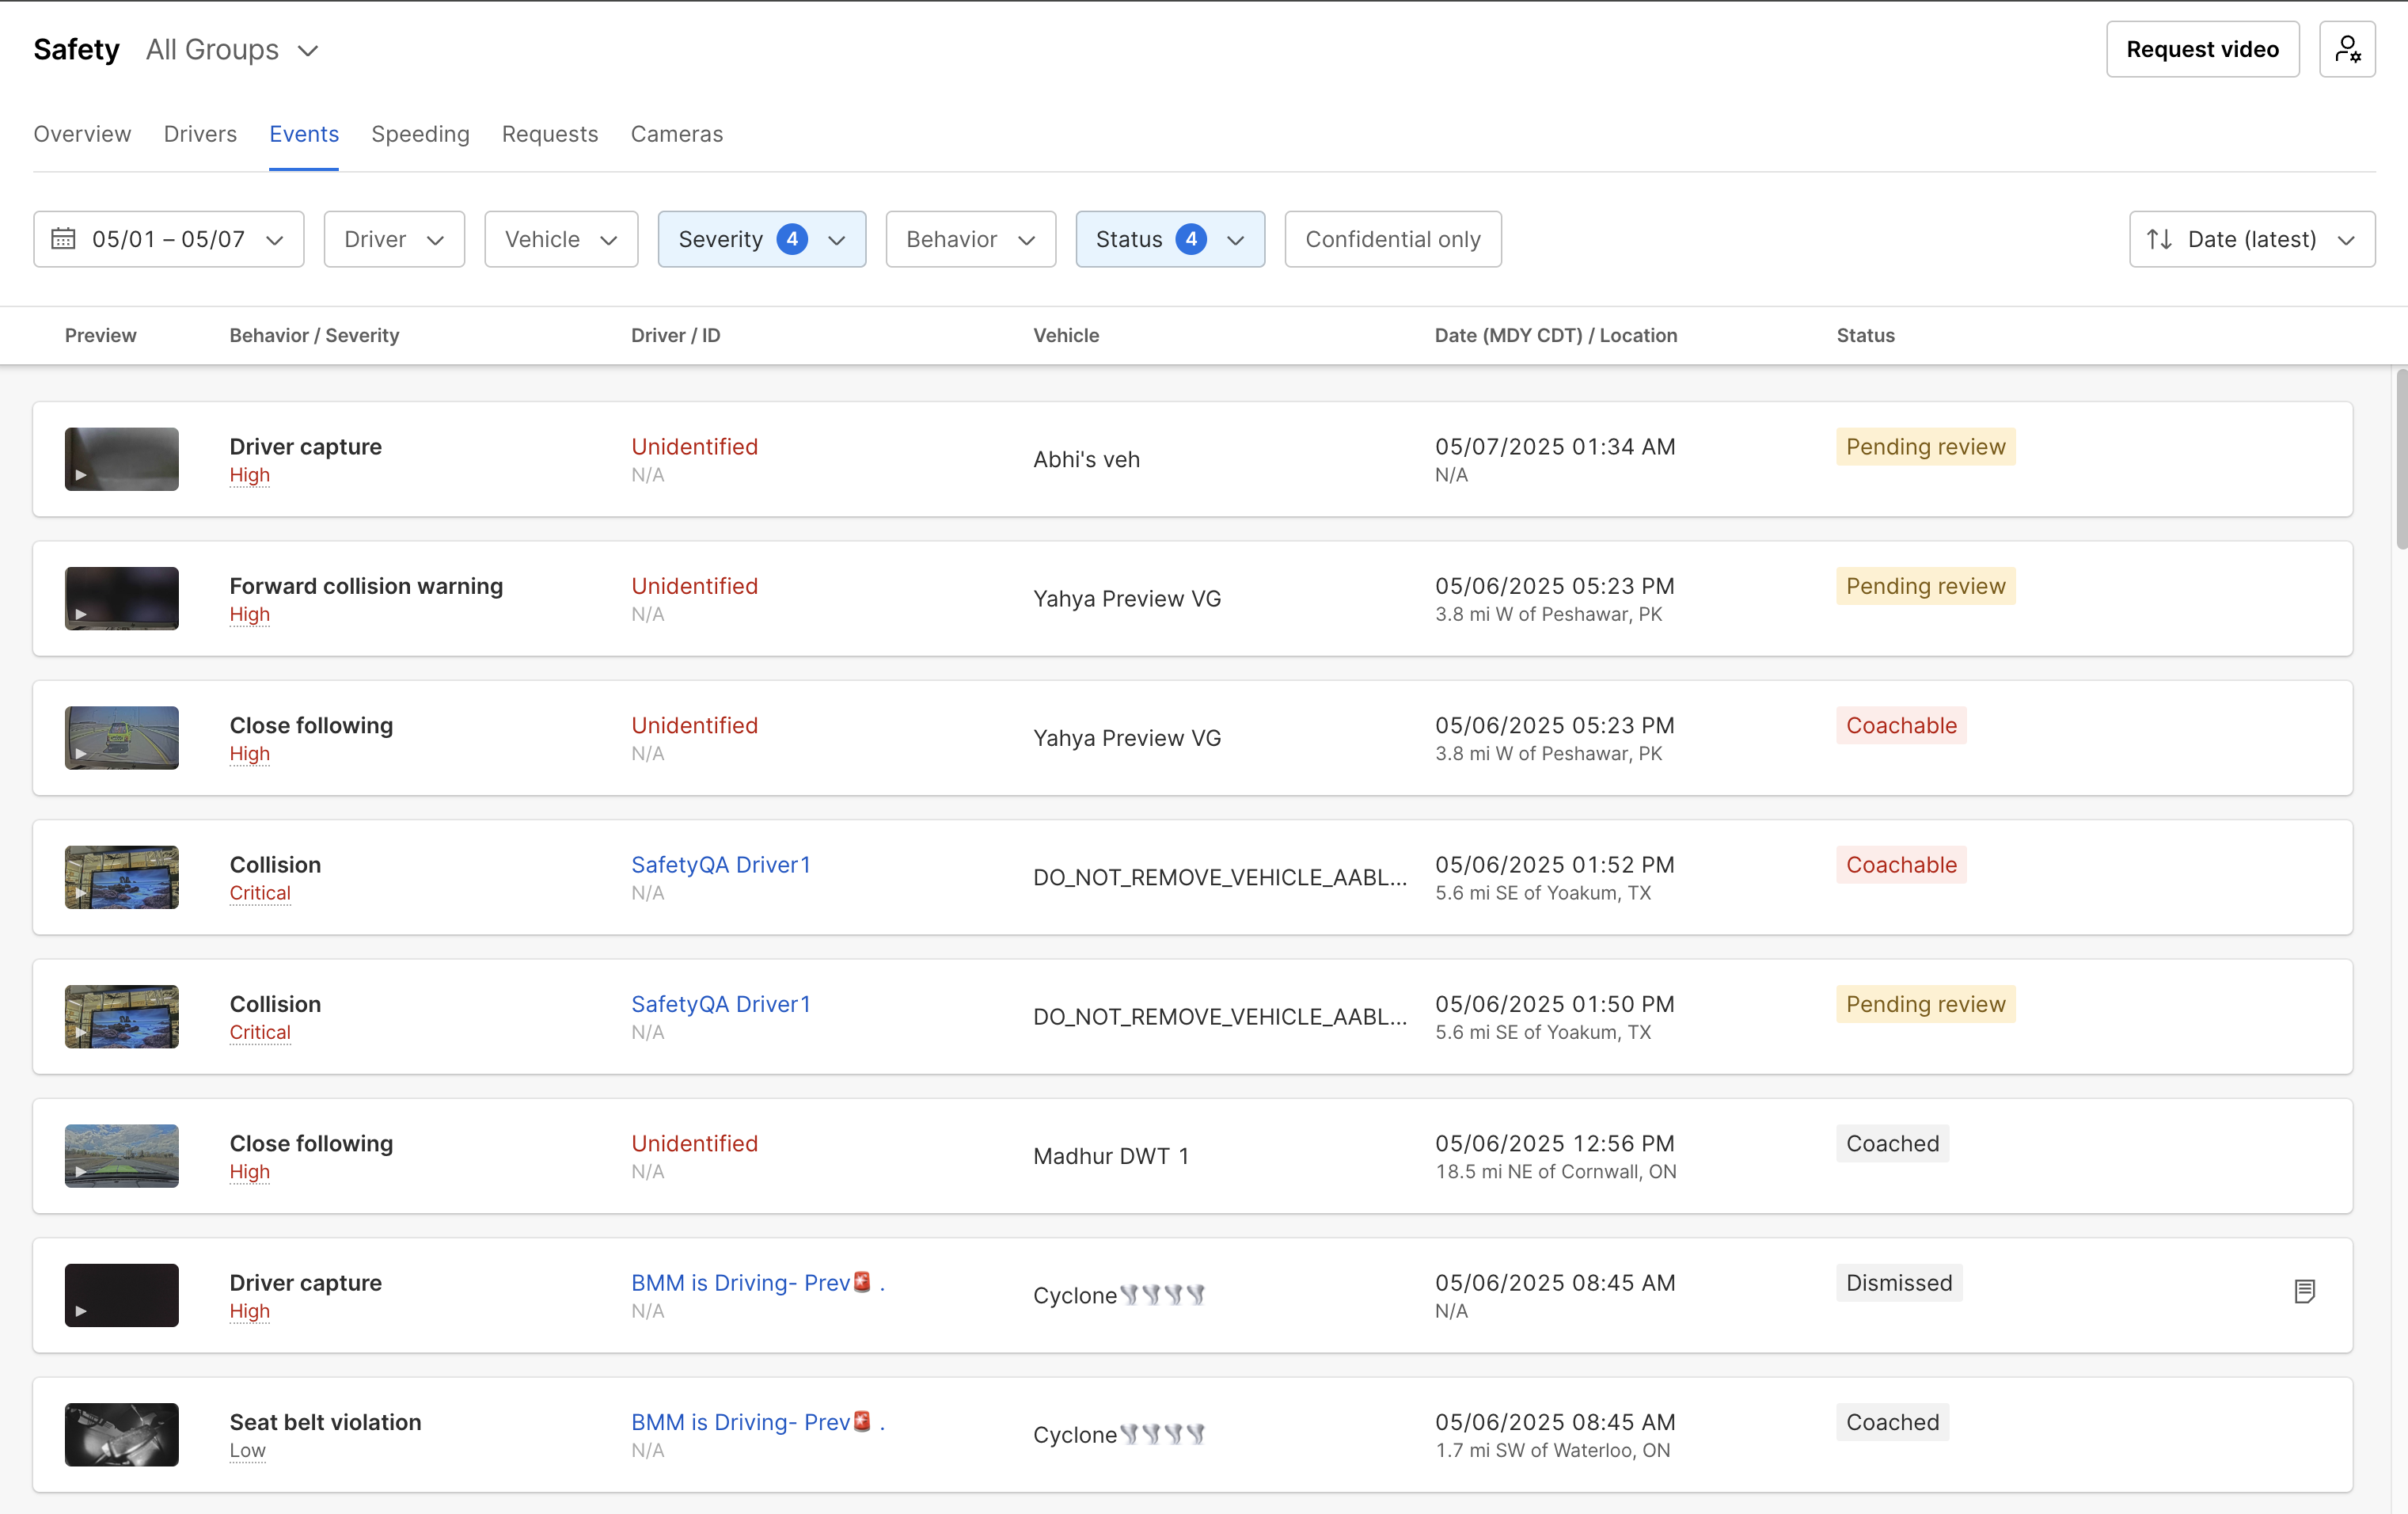 Safety All Groups Request video
Overview Drivers Events Speeding Requests Cameras
05/01 – 05/07 Driver Vehicle Severity 4 Behavior Status 4 Confidential only Date (latest)
Preview Behavior / Severity Driver / ID Vehicle Date (MDY CDT) / Location Status
Driver capture Unidentified Abhi's veh 05/07/2025 01:34 AM Pending review
High N/A N/A
Forward collision warning Unidentified Yahya Preview VG 05/06/2025 05:23 PM Pending review
High N/A 3.8 mi W of Peshawar, PK
Close following Unidentified Yahya Preview VG 05/06/2025 05:23 PM Coachable
High N/A 3.8 mi W of Peshawar, PK
Collision SafetyQA Driver1 DO_NOT_REMOVE_VEHICLE_AABL... 05/06/2025 01:52 PM Coachable
Critical N/A 5.6 mi SE of Yoakum, TX
Collision SafetyQA Driver1 DO_NOT_REMOVE_VEHICLE_AABL... 05/06/2025 01:50 PM Pending review
Critical N/A 5.6 mi SE of Yoakum, TX
Close following Unidentified Madhur DWT 1 05/06/2025 12:56 PM Coached
High N/A 18.5 mi NE of Cornwall, ON
Driver capture BMM is Driving- Prev🚨 . Cyclone🌪️🌪️🌪️🌪️ 05/06/2025 08:45 AM Dismissed
High N/A N/A
Seat belt violation BMM is Driving- Prev🚨 . Cyclone🌪️🌪️🌪️🌪️ 05/06/2025 08:45 AM Coached
Low N/A 1.7 mi SW of Waterloo, ON